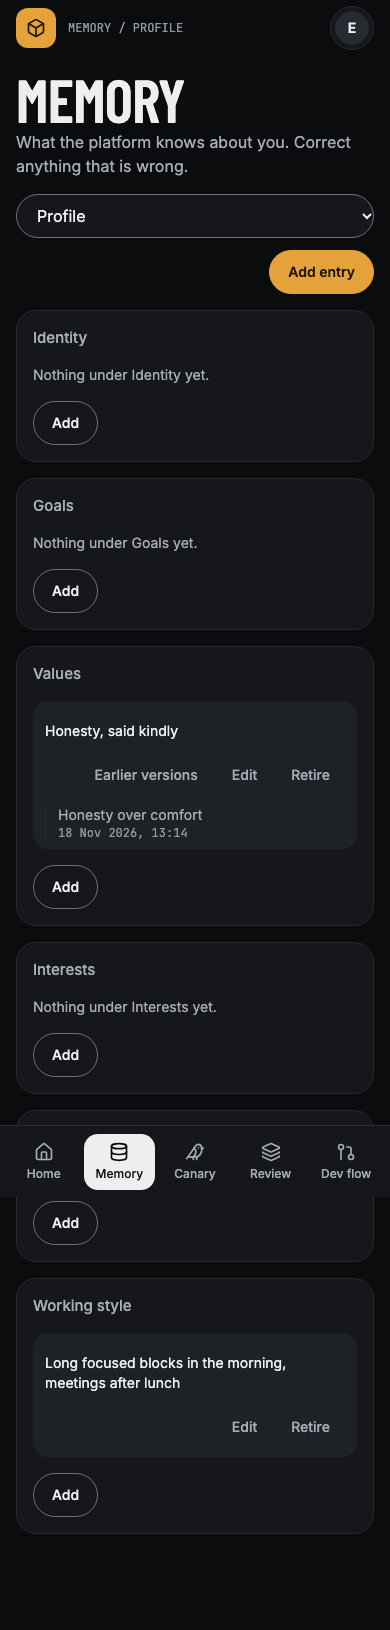 MEMORY / PROFILE
E
MEMORY
What the platform knows about you. Correct
anything that is wrong.
Profile
Add entry
Identity
Nothing under Identity yet.
Add
Goals
Nothing under Goals yet.
Add
Values
Honesty, said kindly
Earlier versions
Edit
Retire
Honesty over comfort
18 Nov 2026, 13:14
Add
Interests
Nothing under Interests yet.
Add
Home
Memory
Canary
Review
Dev flow
Add
Working style
Long focused blocks in the morning,
meetings after lunch
Edit
Retire
Add